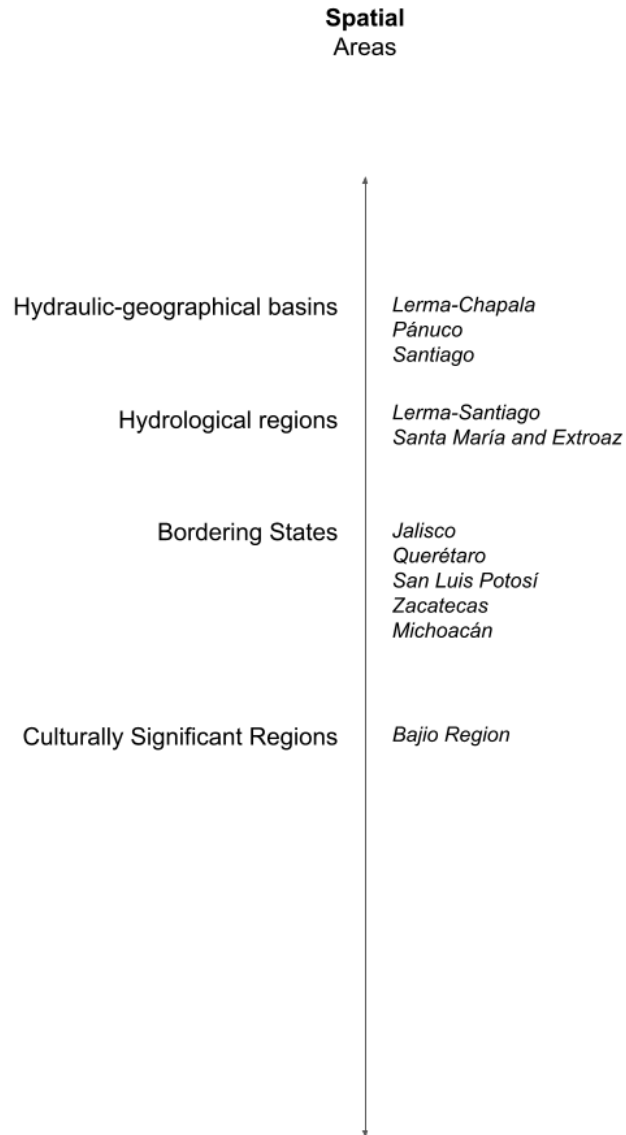 Spatial
Areas
Hydraulic-geographical basins
Lerma-Chapala
Pánuco
Santiago
Hydrological regions
Lerma-Santiago
Santa María and Extroaz
Bordering States
Jalisco
Querétaro
San Luis Potosí
Zacatecas
Michoacán
Culturally Significant Regions
Bajio Region